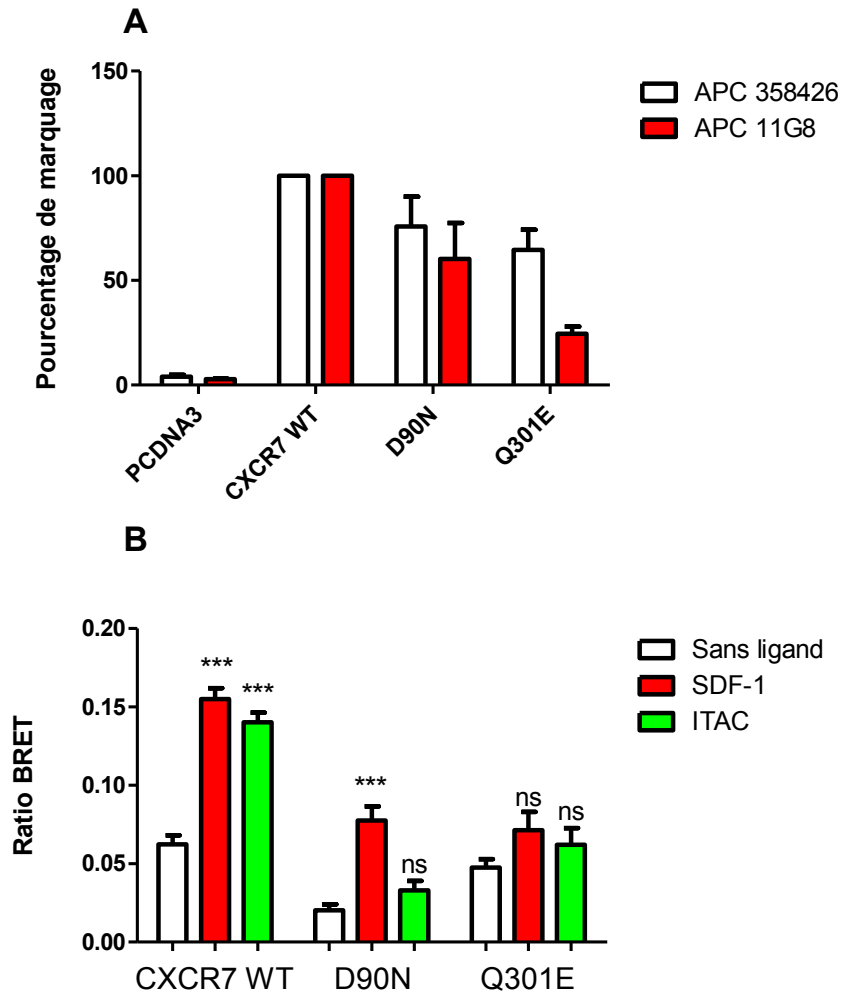 A
Pourcentage de marquage
150
100
50
0
PCDNA3
CXCR7 WT
D90N
Q301E
APC 358426
APC 11G8
B
Ratio BRET
0.20
0.15
0.10
0.05
0.00
***
***
***
ns
ns
ns
CXCR7 WT
D90N
Q301E
Sans ligand
SDF-1
ITAC